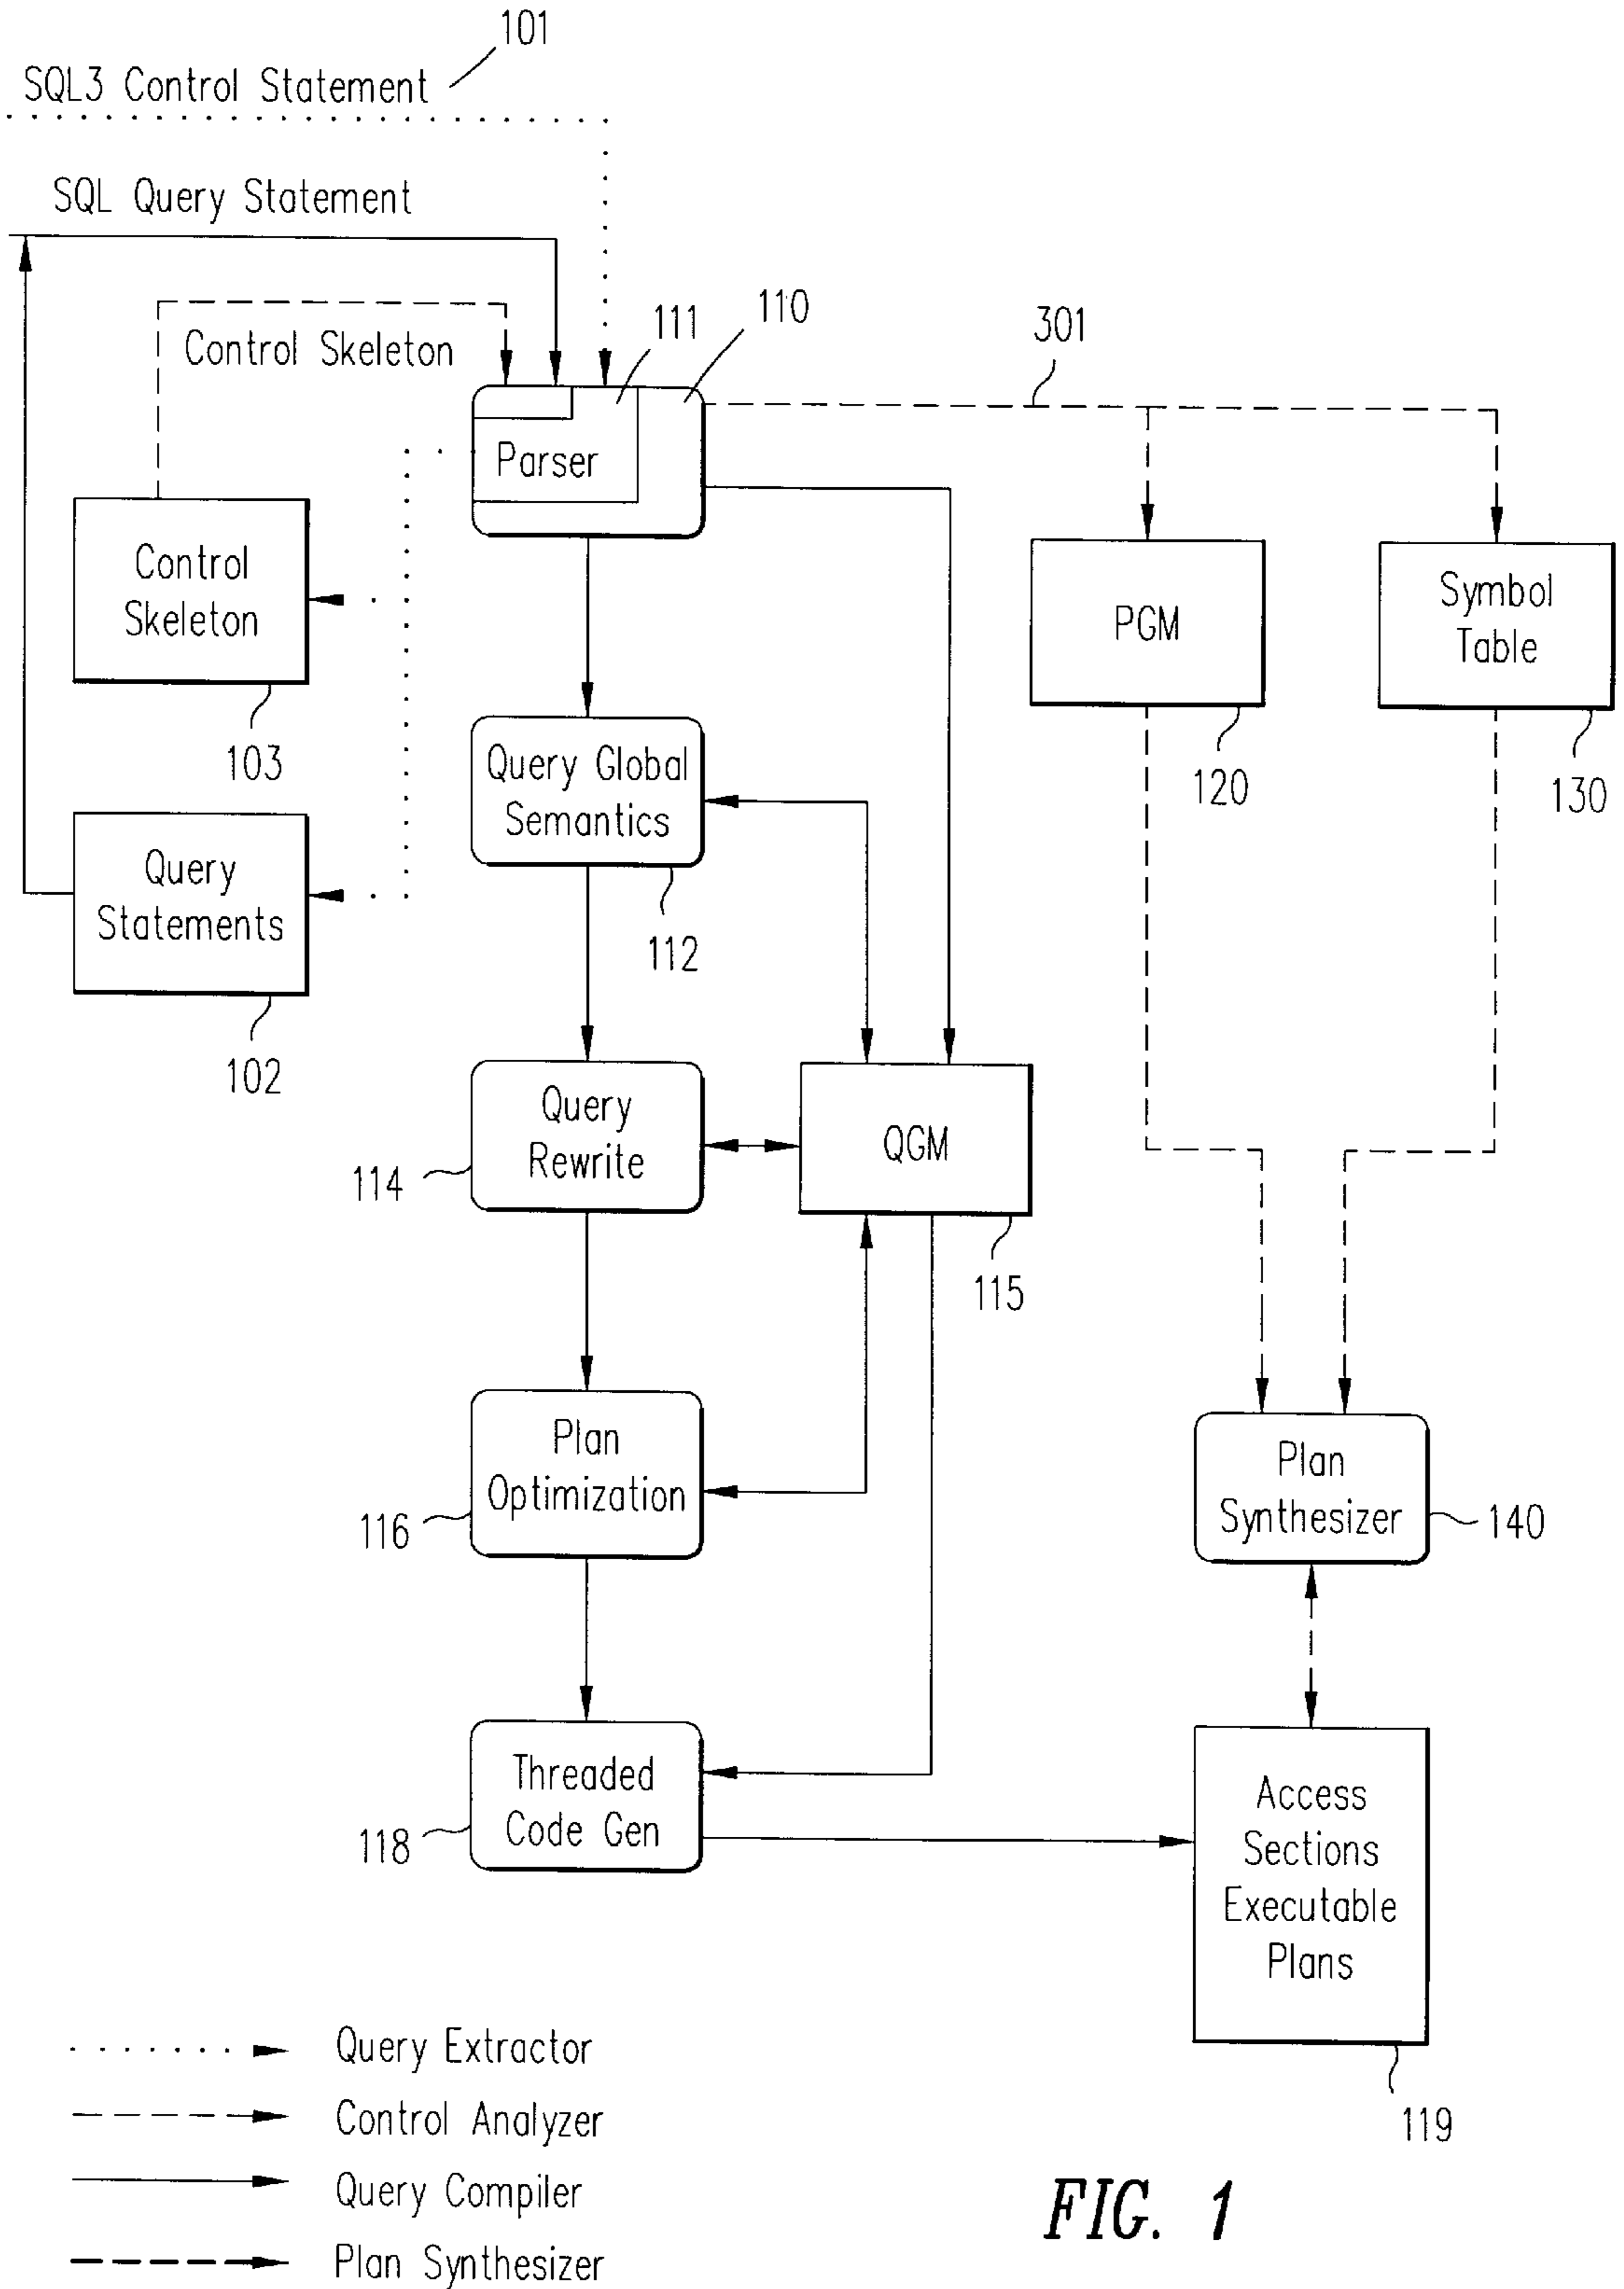 101
SQL3 Control Statement
SQL Query Statement
Control Skeleton
111
110
301
Parser
Control
Skeleton
103
PGM
120
Symbol
Table
130
Query Global
Semantics
112
Query
Statements
102
Query
Rewrite
114
QGM
115
Plan
Optimization
116
Plan
Synthesizer
140
Threaded
Code Gen
118
Access
Sections
Executable
Plans
119
Query Extractor
Control Analyzer
Query Compiler
Plan Synthesizer
FIG. 1